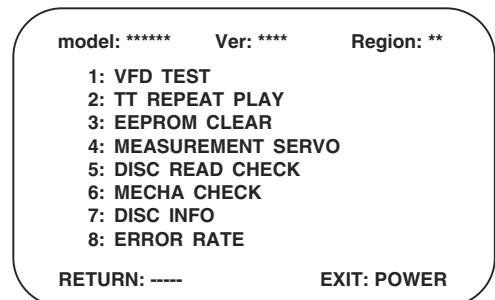 model: ****** Ver: **** Region: **
1: VFD TEST
2: TT REPEAT PLAY
3: EEPROM CLEAR
4: MEASUREMENT SERVO
5: DISC READ CHECK
6: MECHA CHECK
7: DISC INFO
8: ERROR RATE
RETURN: ----- EXIT: POWER